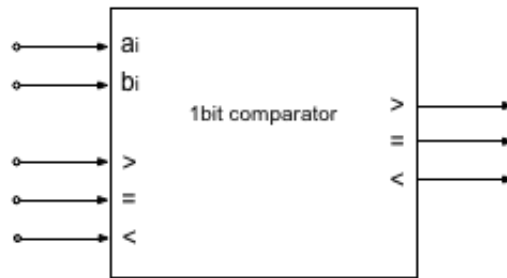 ai
bi
1bit comparator
>
=
<
>
=
<